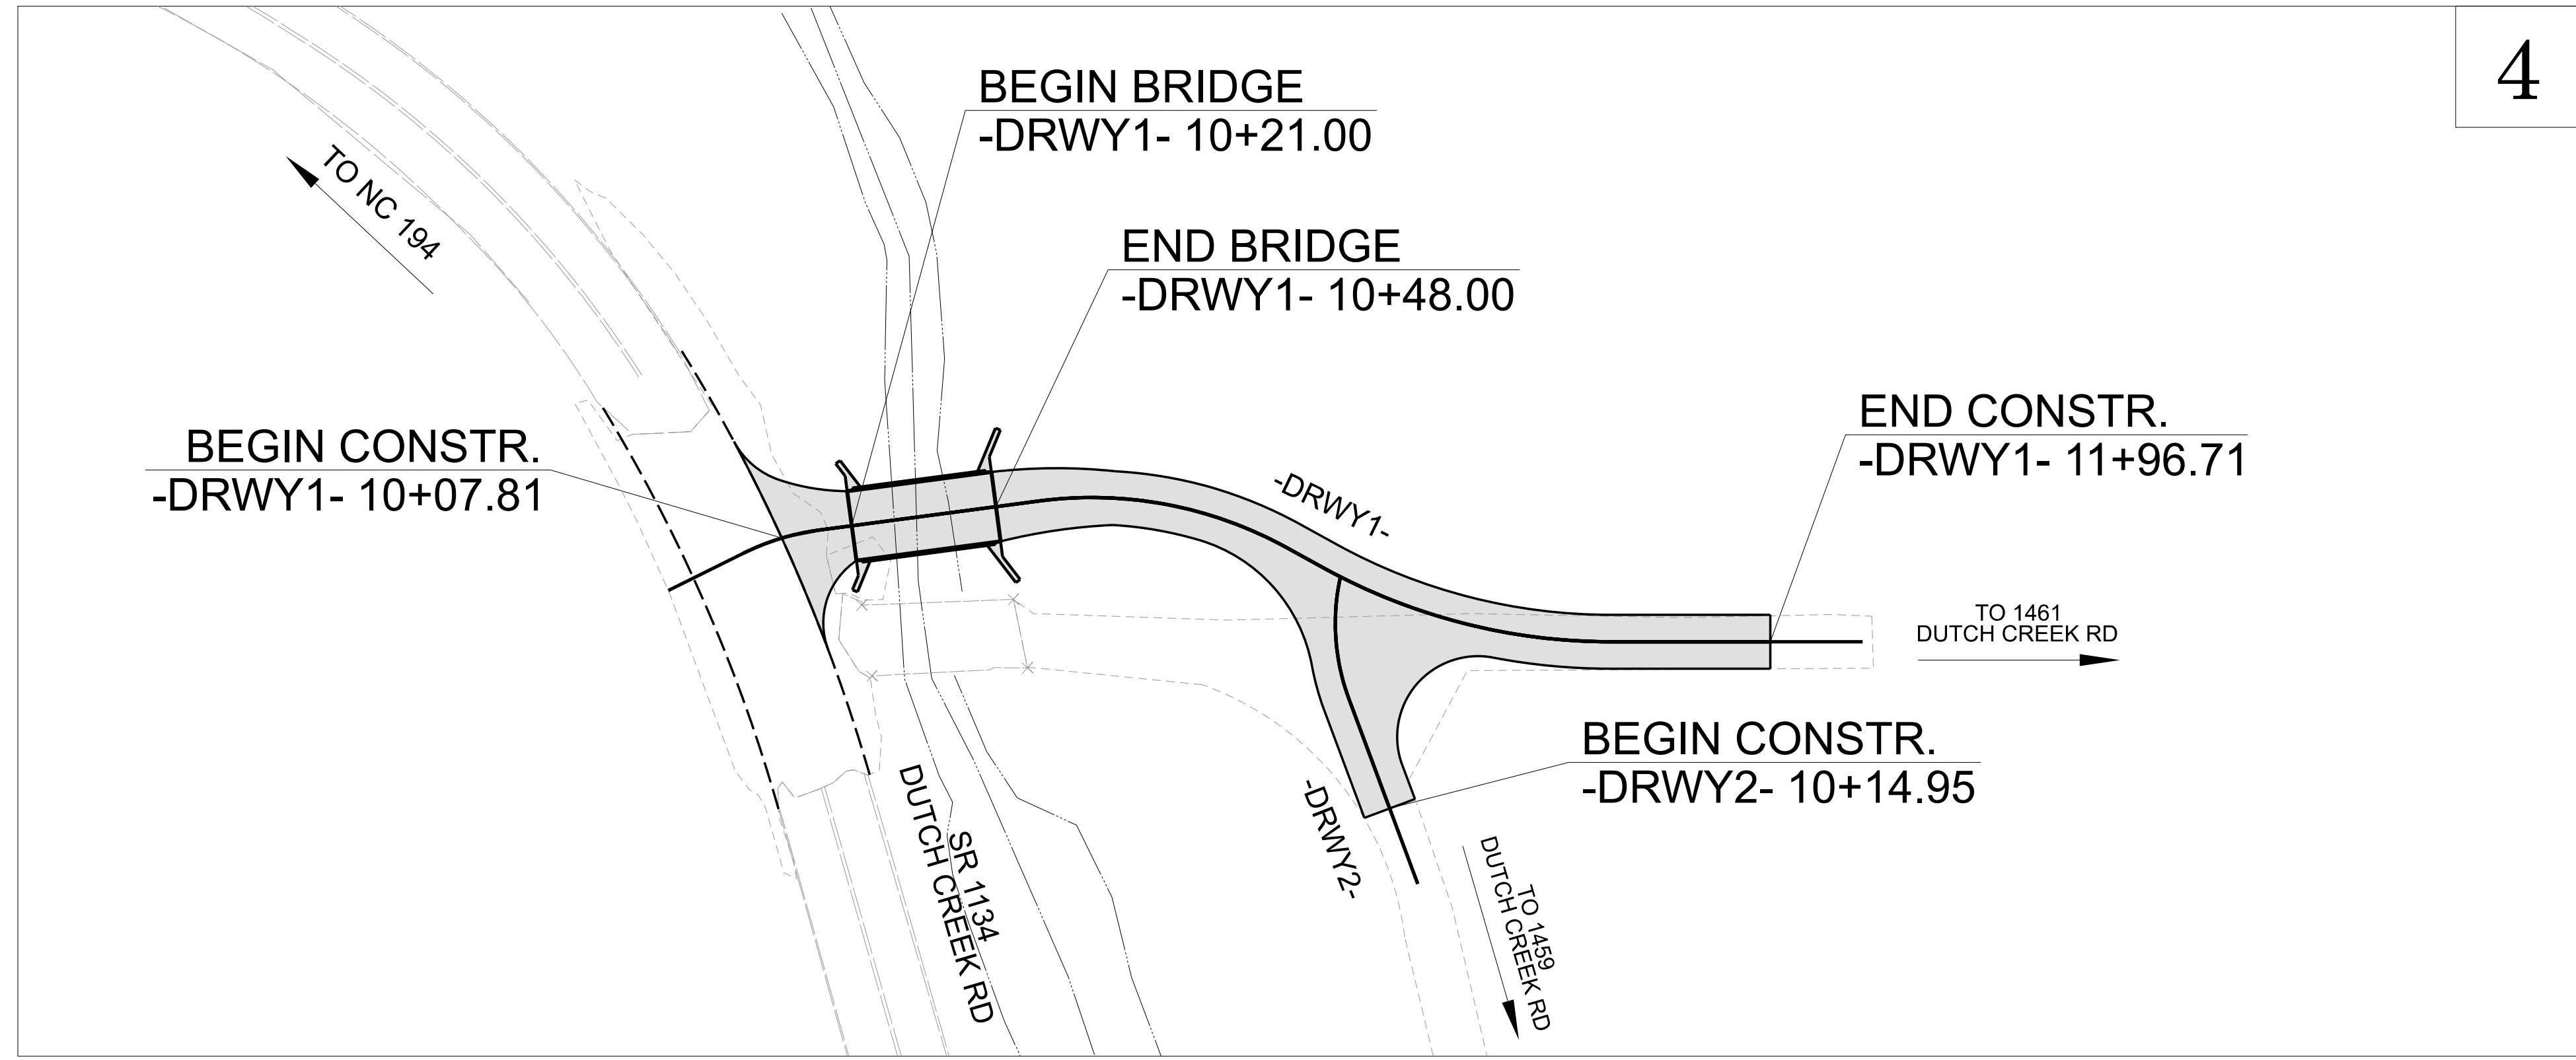 4
BEGIN BRIDGE
-DRWY1- 10+21.00
TO NC 194
END BRIDGE
-DRWY1- 10+48.00
BEGIN CONSTR.
-DRWY1- 10+07.81
END CONSTR.
-DRWY1- 11+96.71
-DRWY1-
TO 1461
DUTCH CREEK RD
BEGIN CONSTR.
-DRWY2- 10+14.95
-DRWY2-
SR 1134
DUTCH CREEK RD
TO 1459
DUTCH CREEK RD